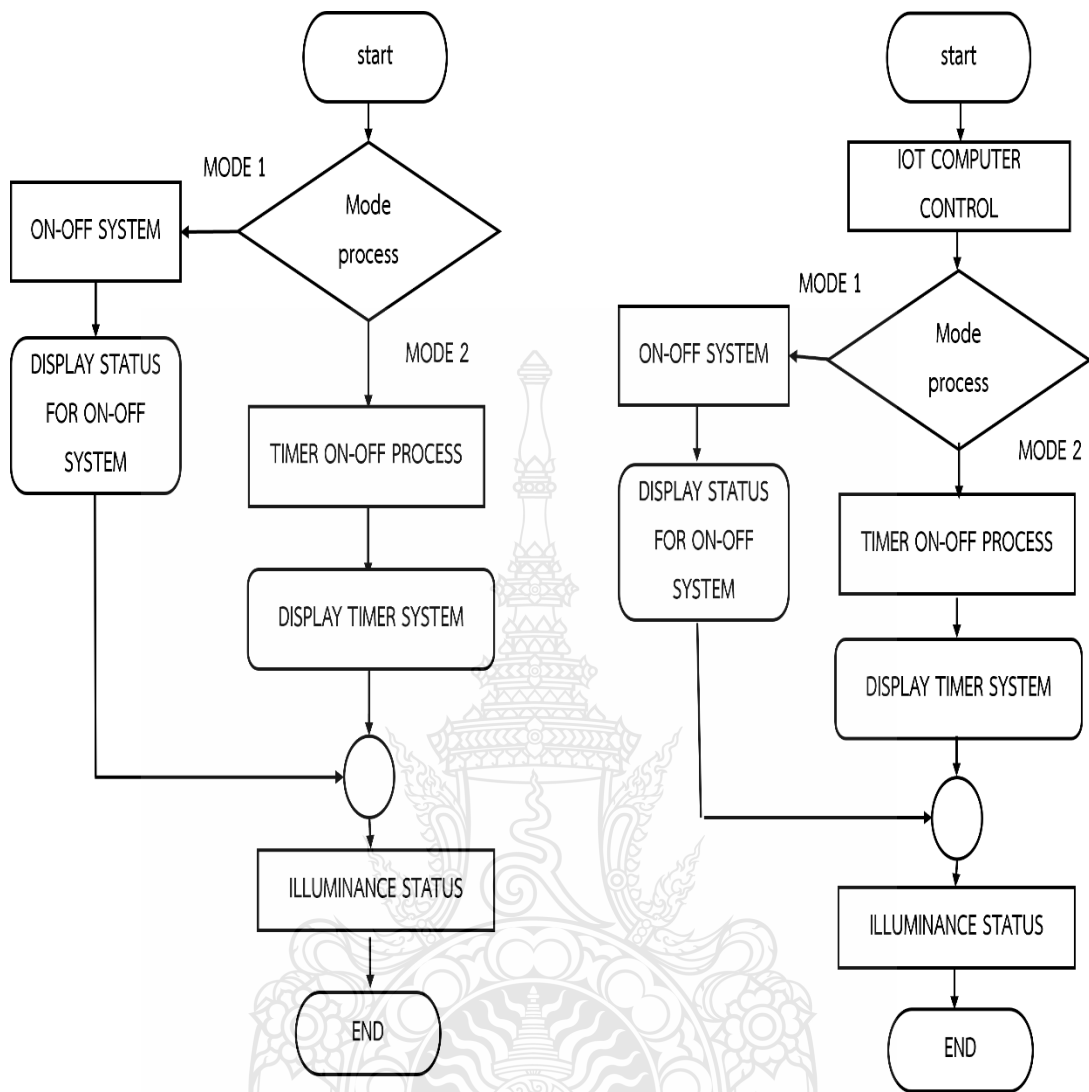 start
MODE 1
Mode
process
ON-OFF SYSTEM
DISPLAY STATUS
FOR ON-OFF
SYSTEM
MODE 2
TIMER ON-OFF PROCESS
DISPLAY TIMER SYSTEM
ILLUMINANCE STATUS
END
start
IOT COMPUTER
CONTROL
MODE 1
Mode
process
ON-OFF SYSTEM
DISPLAY STATUS
FOR ON-OFF
SYSTEM
MODE 2
TIMER ON-OFF PROCESS
DISPLAY TIMER SYSTEM
ILLUMINANCE STATUS
END